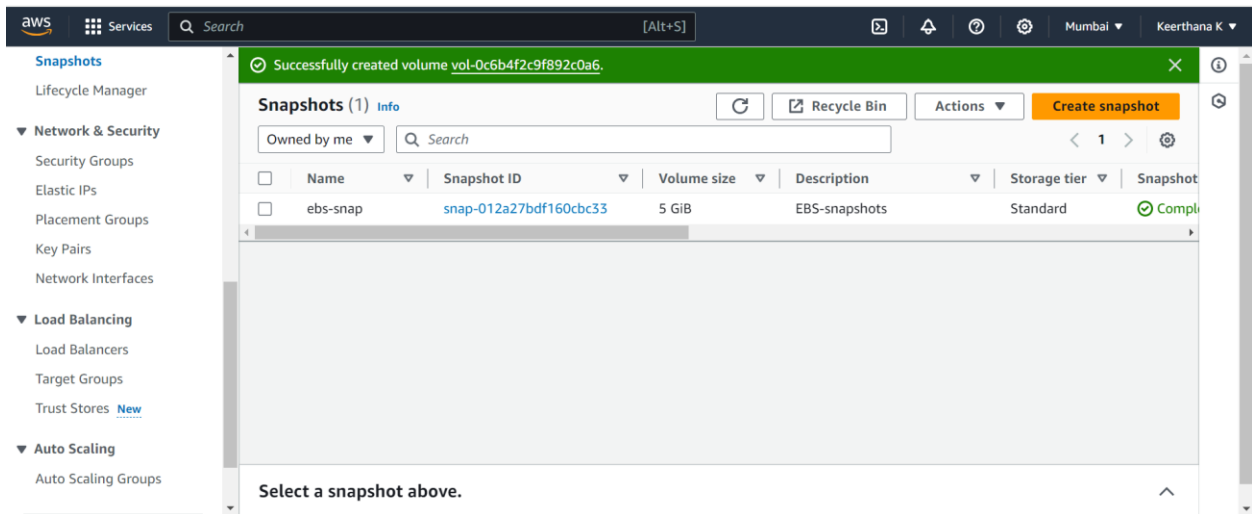 aws Services Search [Alt+S] Mumbai Keerthana K
Snapshots
Lifecycle Manager
Network & Security
Security Groups
Elastic IPs
Placement Groups
Key Pairs
Network Interfaces
Load Balancing
Load Balancers
Target Groups
Trust Stores New
Auto Scaling
Auto Scaling Groups
Successfully created volume vol-0c6b4f2c9f892c0a6.
Snapshots (1) Info Recycle Bin Actions Create snapshot
Owned by me Search 1
Name Snapshot ID Volume size Description Storage tier Snapshot
ebs-snap snap-012a27bdf160cbc33 5 GiB EBS-snapshots Standard Comple
Select a snapshot above.